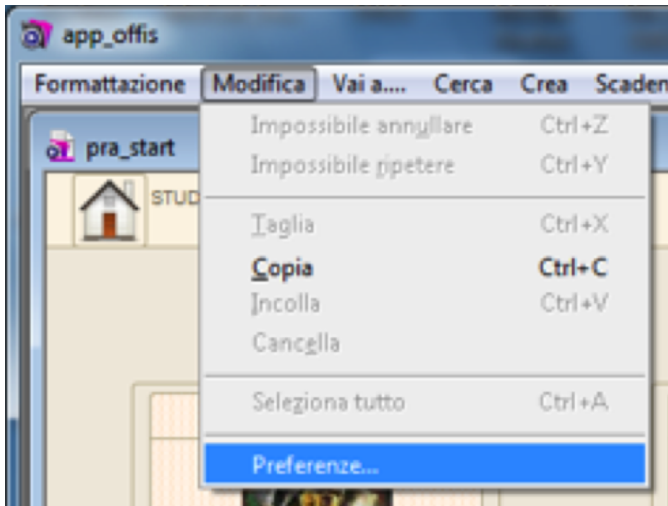 app_offis
Formattazione Modifica Vai a.... Cerca Crea Scaden
pra_start
STUD
Impossibile annullare Ctrl+Z
Impossibile ripetere Ctrl+Y
Taglia Ctrl+X
Copia Ctrl+C
Incolla Ctrl+V
Cancella
Seleziona tutto Ctrl+A
Preferenze...